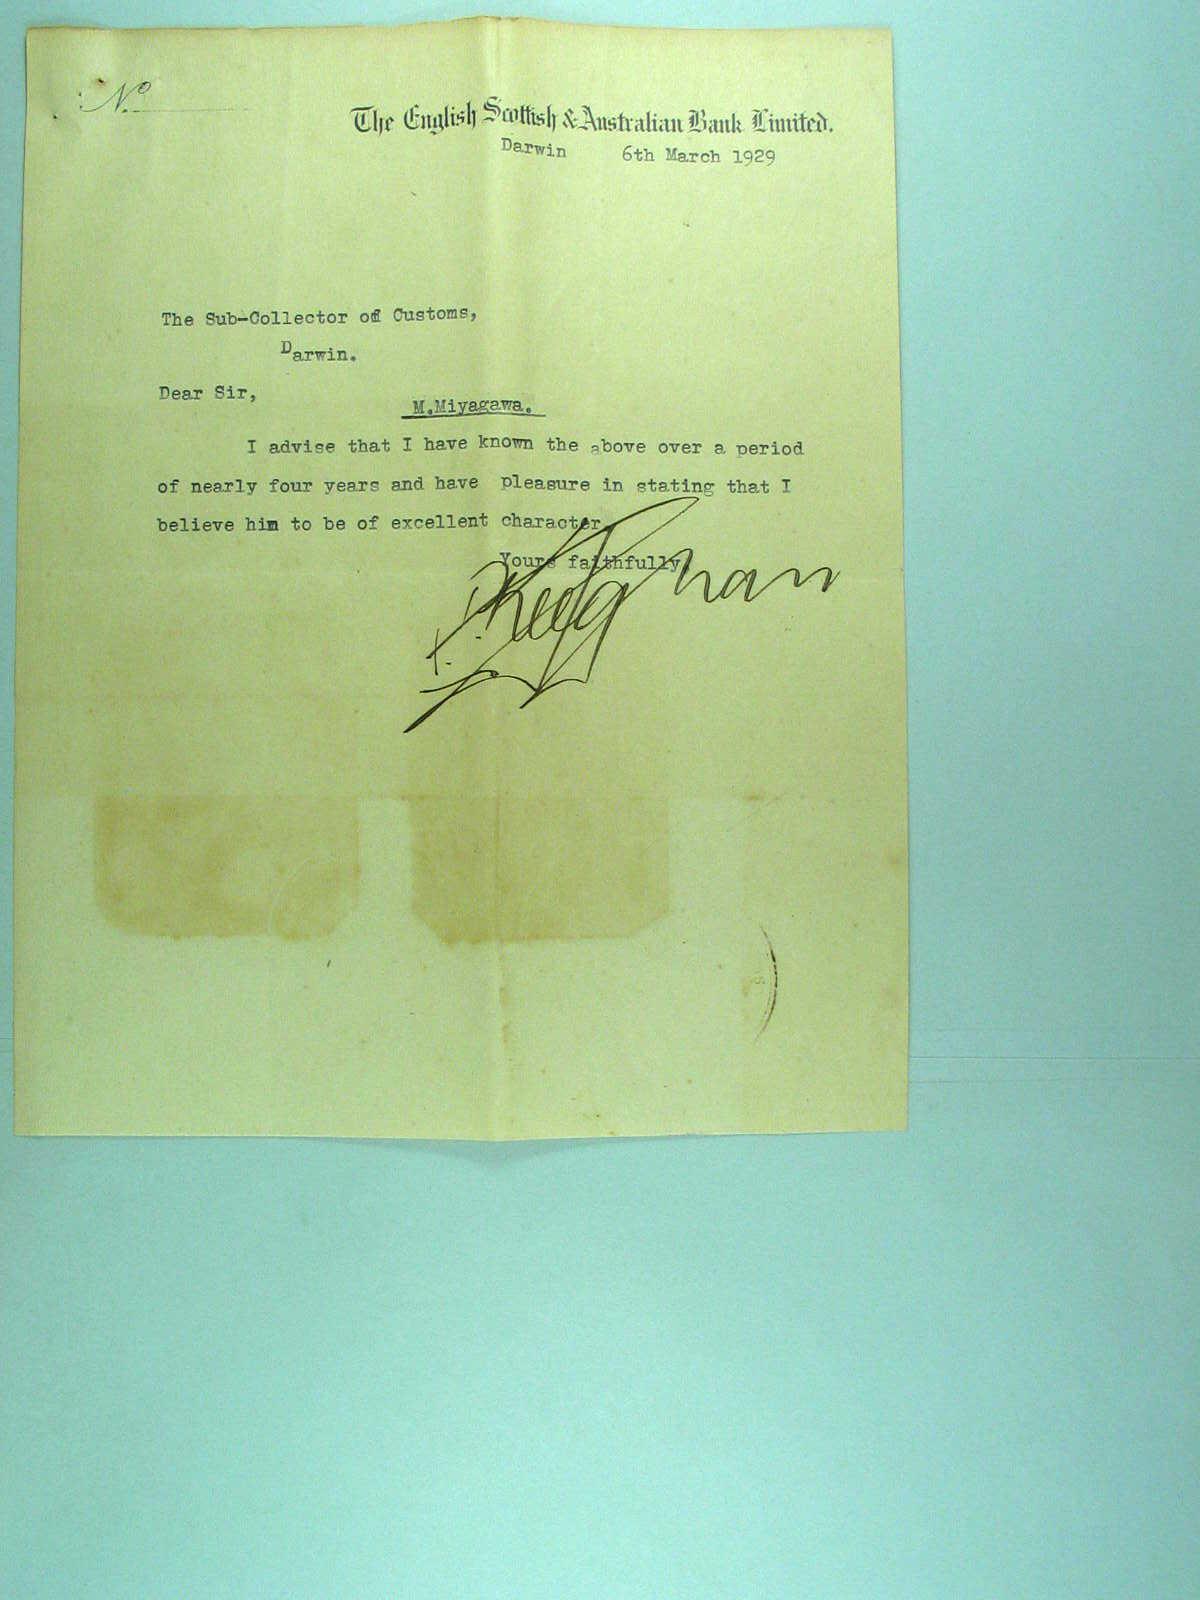 No
The English Scottish & Australian Bank Limited.
Darwin 6th March 1929
The Sub-Collector of Customs,
Darwin.
Dear Sir,
M.Miyagawa.
I advise that I have known the above over a period
of nearly four years and have pleasure in stating that I
believe him to be of excellent character.
Yours faithfully,